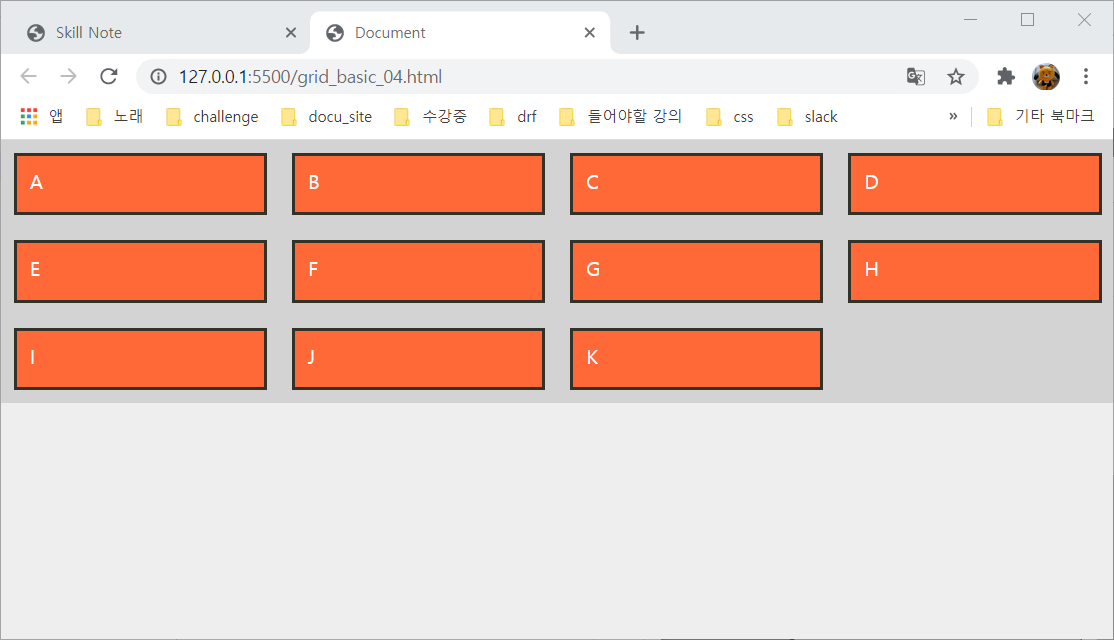 Skill Note Document
127.0.0.1:5500/grid_basic_04.html
앱 노래 challenge docu_site 수강중 drf 들어야할 강의 css slack » 기타 북마크
A B C D
E F G H
I J K